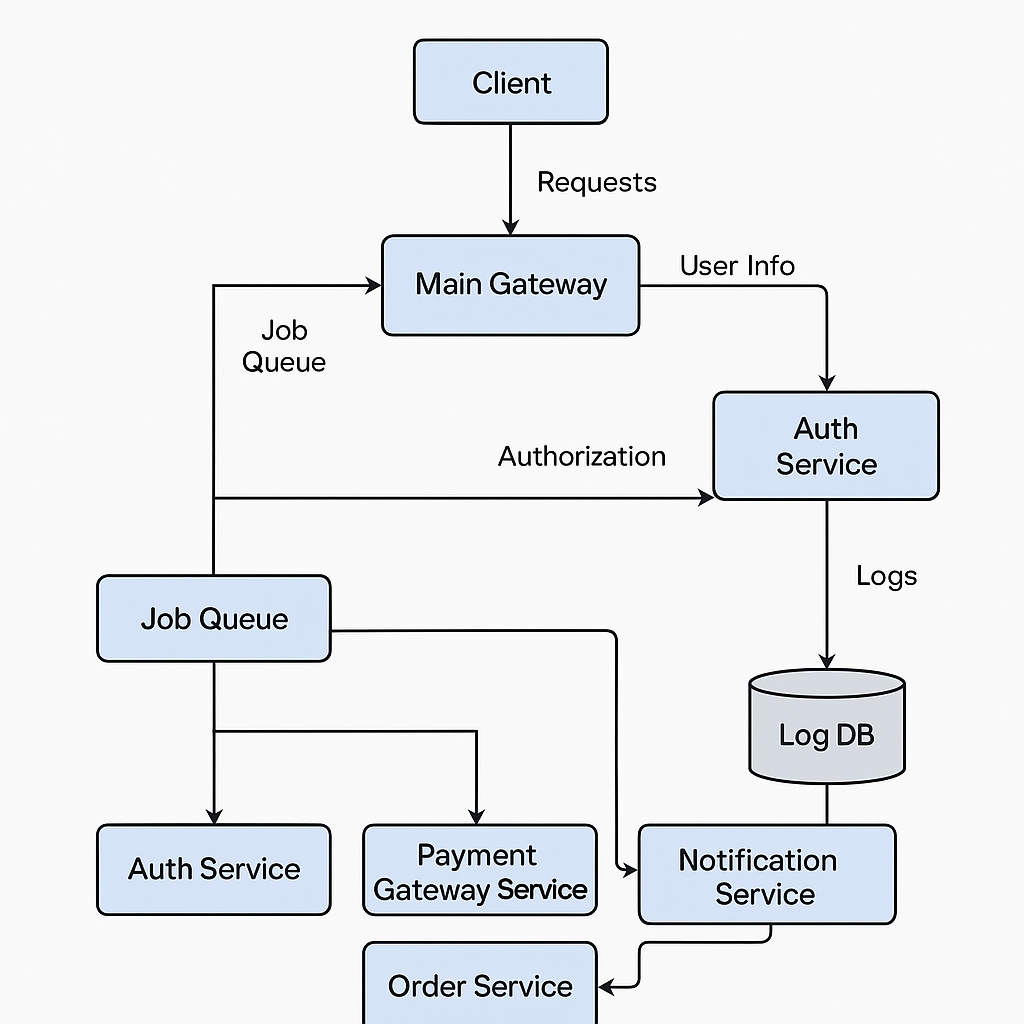 Client
Requests
Main Gateway
User Info
Job
Queue
Auth
Service
Authorization
Logs
Job Queue
Log DB
Auth Service
Payment
Gateway Service
Notification
Service
Order Service